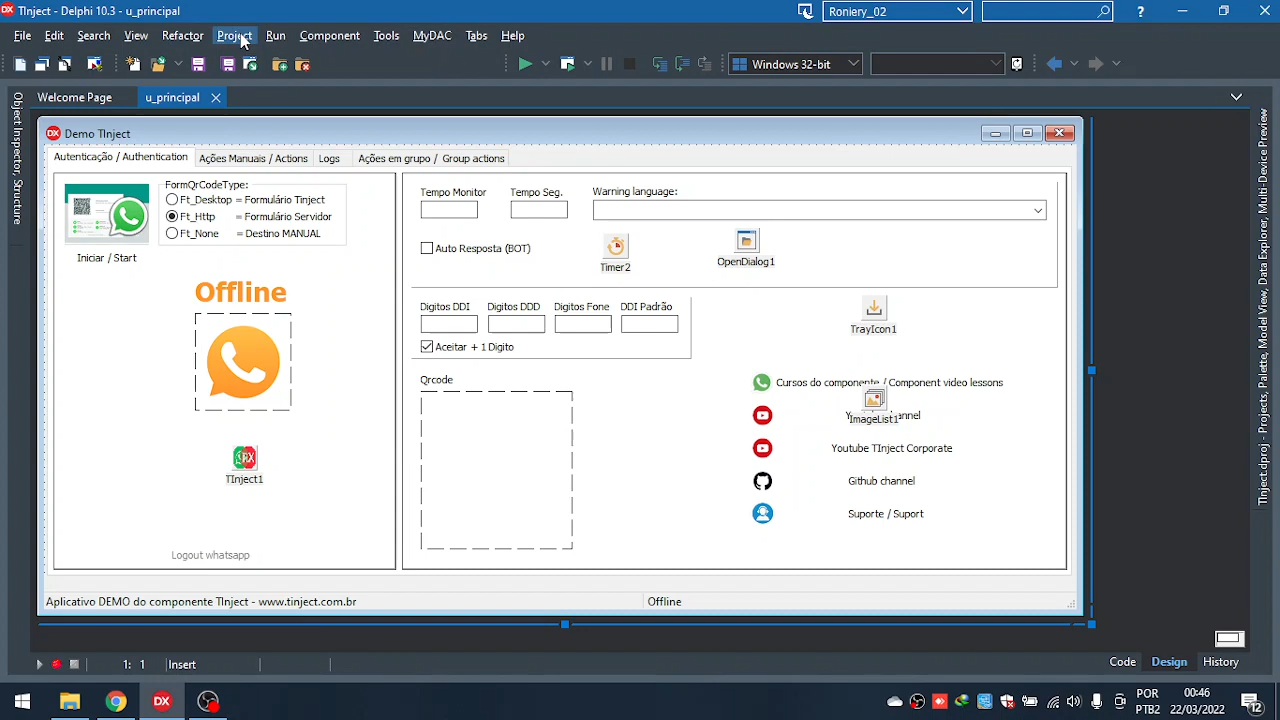 TInject - Delphi 10.3 - u_principal
Roniery_02
File Edit Search View Refactor Project Run Component Tools MyDAC Tabs Help
Windows 32-bit
Welcome Page
u_principal
Object Inspector, Structure
TInject.dproj - Projects, Palette, Model View, Data Explorer, Multi-Device Preview
Demo TInject
Autenticação / Authentication
Ações Manuais / Actions
Logs
Ações em grupo / Group actions
FormQrCodeType:
Ft_Desktop = Formulário Tinject
Ft_Http = Formulário Servidor
Ft_None = Destino MANUAL
Iniciar / Start
Offline
TInject1
Logout whatsapp
Tempo Monitor
Tempo Seg.
Warning language:
Auto Resposta (BOT)
Timer2
OpenDialog1
Digitos DDI
Digitos DDD
Digitos Fone
DDI Padrão
Aceitar + 1 Digito
TrayIcon1
Qrcode
Cursos do componente / Component video lessons
ImageList1
Youtube TInject Corporate
Github channel
Suporte / Suport
Aplicativo DEMO do componente TInject - www.tinject.com.br
Offline
1: 1
Insert
Code
Design
History
POR
PTB2
00:46
22/03/2022
12